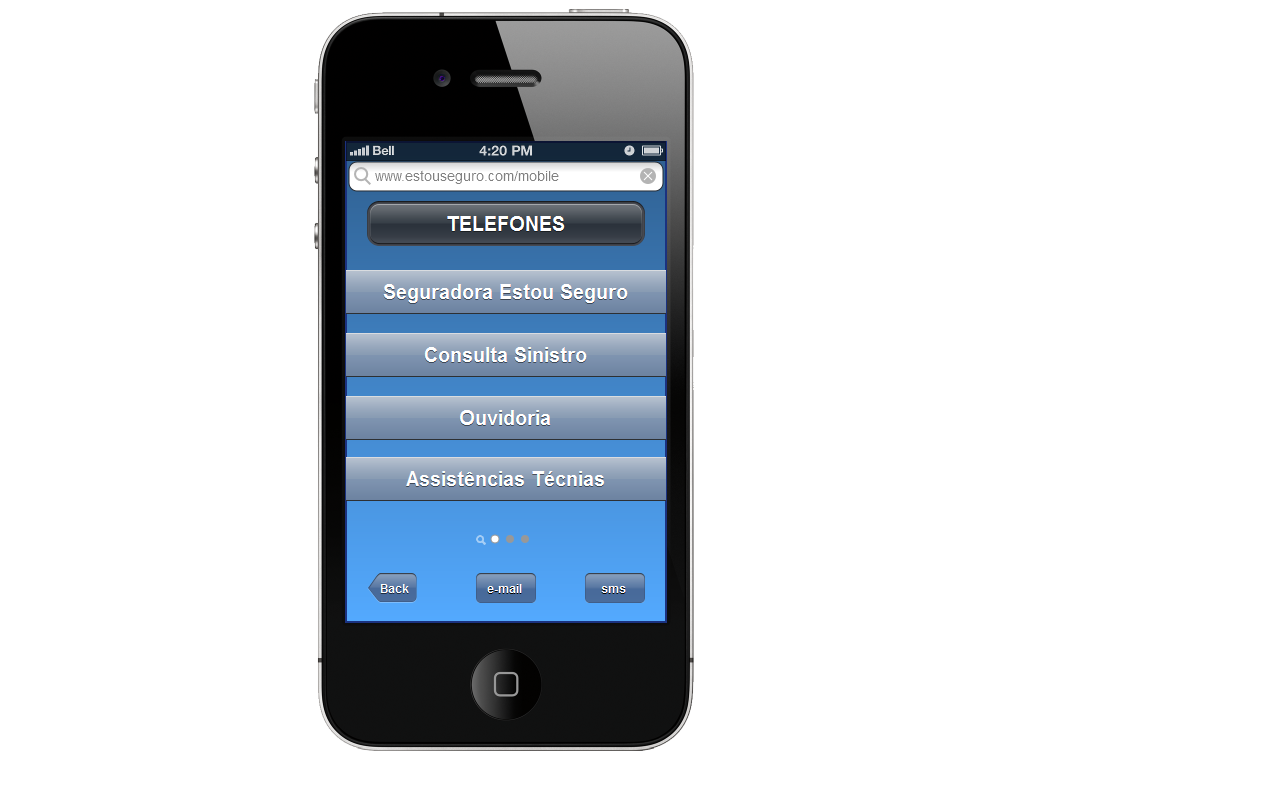 Bell 4:20 PM
www.estouseguro.com/mobile
TELEFONES
Seguradora Estou Seguro
Consulta Sinistro
Ouvidoria
Assistências Técnias
Back e-mail sms